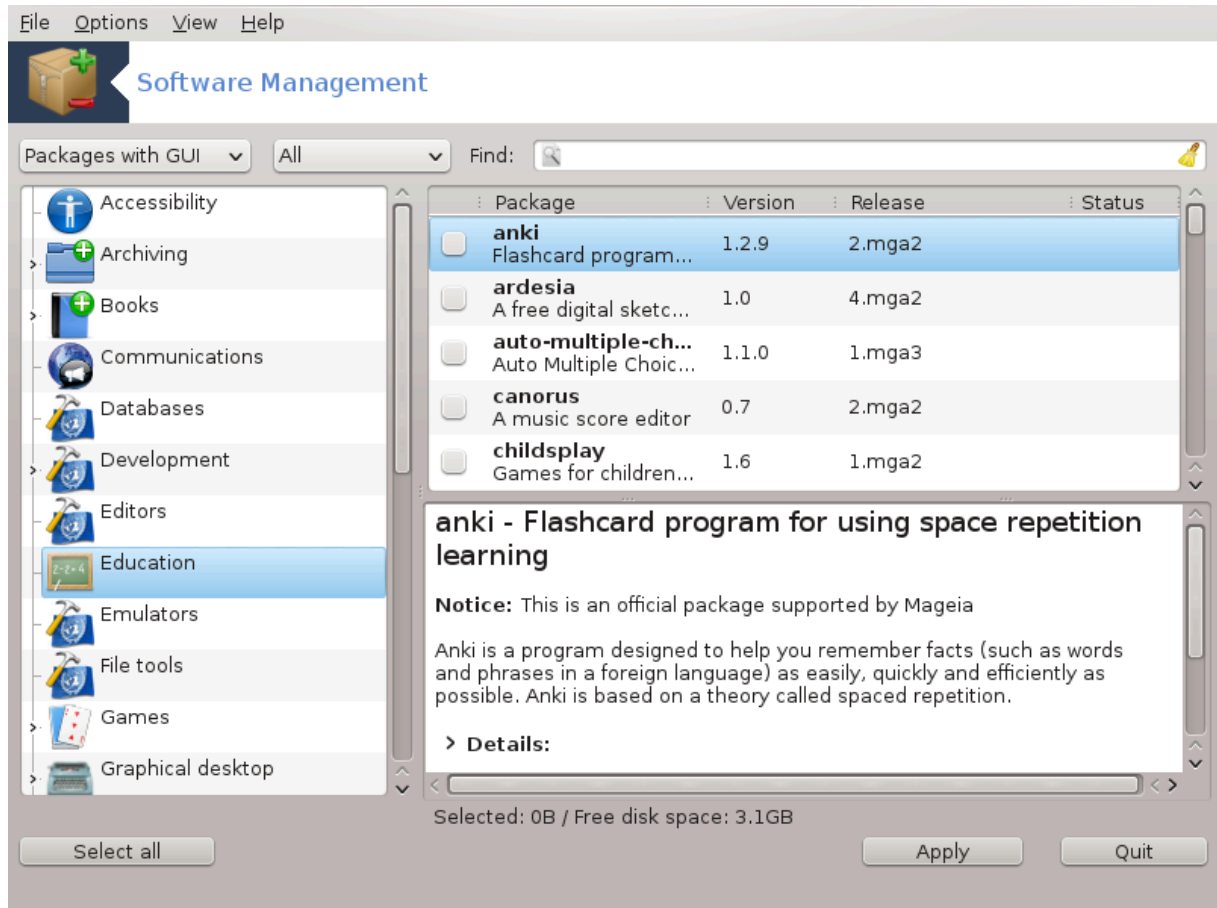 File Options View Help
Software Management
Packages with GUI All Find:
Accessibility
Archiving
Books
Communications
Databases
Development
Editors
Education
Emulators
File tools
Games
Graphical desktop
Package Version Release Status
anki
Flashcard program...
1.2.9 2.mga2
ardesia
A free digital sketc...
1.0 4.mga2
auto-multiple-ch...
Auto Multiple Choic...
1.1.0 1.mga3
canorus
A music score editor
0.7 2.mga2
childsplay
Games for children...
1.6 1.mga2
anki - Flashcard program for using space repetition
learning
Notice: This is an official package supported by Mageia
Anki is a program designed to help you remember facts (such as words
and phrases in a foreign language) as easily, quickly and efficiently as
possible. Anki is based on a theory called spaced repetition.
Details:
Selected: 0B / Free disk space: 3.1GB
Select all Apply Quit